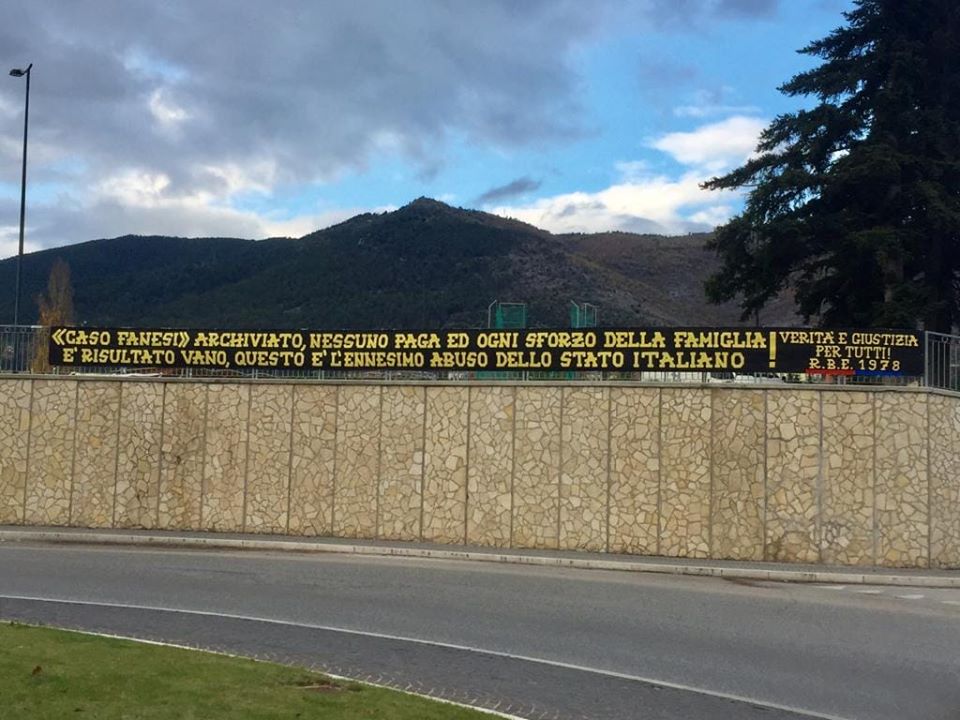 «CASO FANESI» ARCHIVIATO, NESSUNO PAGA ED OGNI SFORZO DELLA FAMIGLIA
E' RISULTATO VANO, QUESTO E' L'ENNESIMO ABUSO DELLO STATO ITALIANO !
VERITA' E GIUSTIZIA
PER TUTTI!
R.B.E. 1978